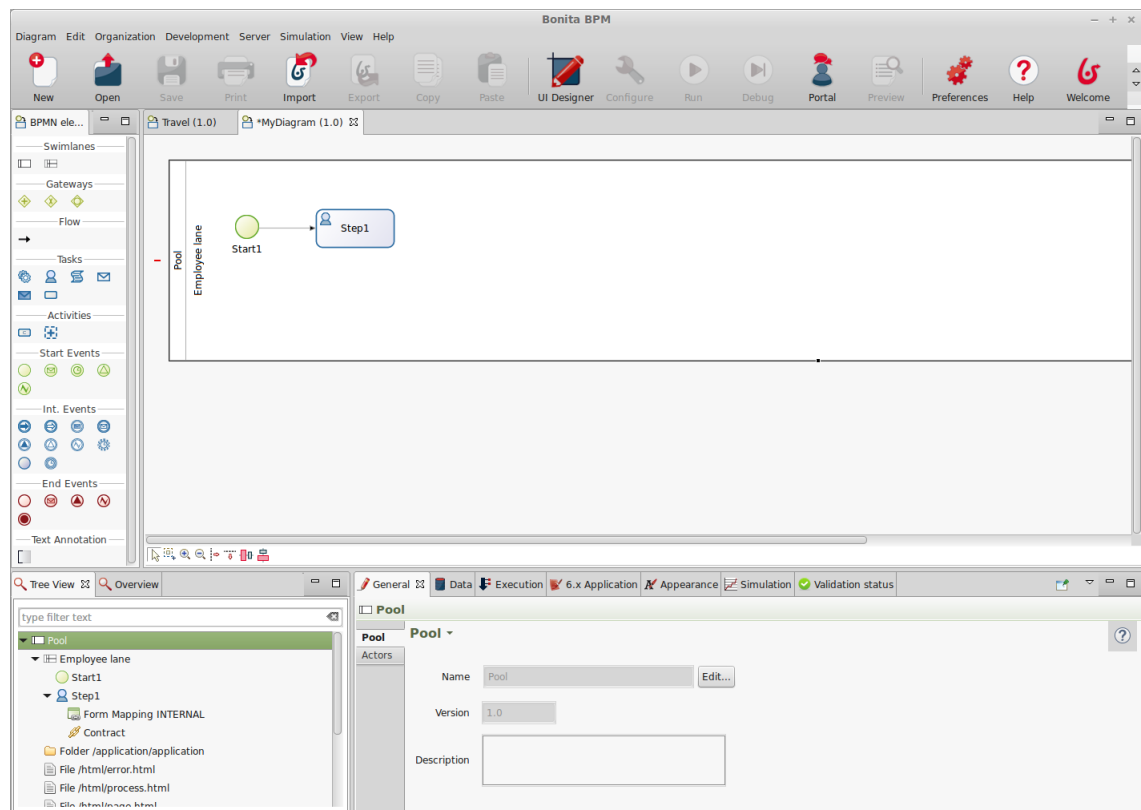 Bonita BPM
Diagram Edit Organization Development Server Simulation View Help
New Open Save Print Import Export Copy Paste UI Designer Configure Run Debug Portal Preview Preferences Help Welcome
BPMN ele... Travel (1.0) *MyDiagram (1.0)
Swimlanes
Gateways
Flow
Tasks
Activities
Start Events
Int. Events
End Events
Text Annotation
Pool
Employee lane
Start1
Step1
Tree View Overview
type filter text
Pool
Employee lane
Start1
Step1
Form Mapping INTERNAL
Contract
Folder /application/application
File /html/error.html
File /html/process.html
File /html/page.html
General Data Execution 6.x Application Appearance Simulation Validation status
Pool
Pool
Actors
Pool
Name Pool Edit...
Version 1.0
Description